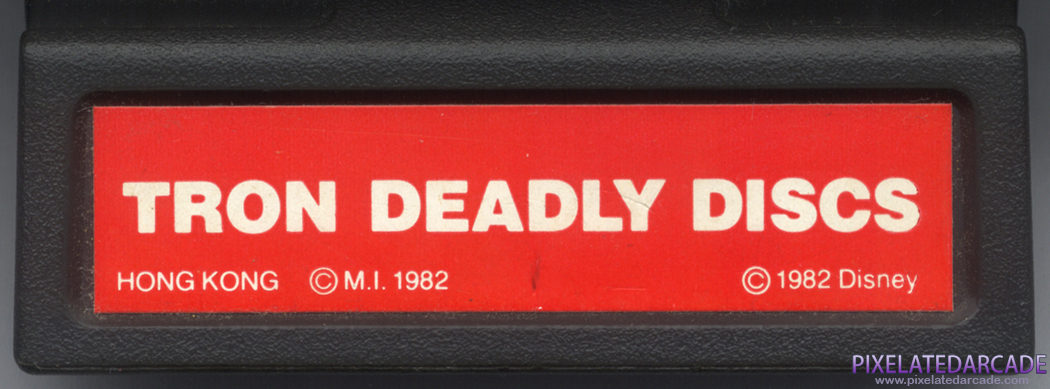 TRON DEADLY DISCS
HONG KONG © M.I. 1982 © 1982 Disney
PIXELATEDARCADE
www.pixelatedarcade.com